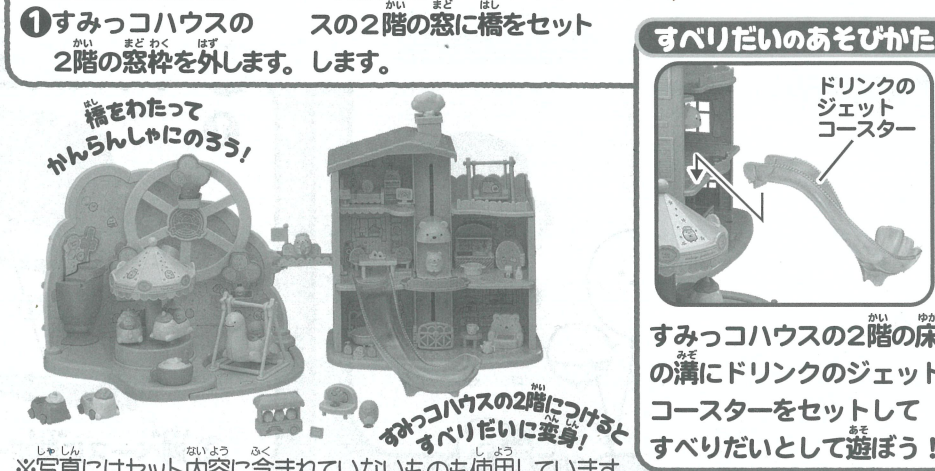 ❶すみっコハウスの
2階の窓枠を外します。
スの2階の窓に橋をセット
します。
橋をわたって
かんらんしゃにのろう!
すみっコハウスの2階につけると
すべりだいに変身!
※写真にはセット内容に含まれていないものも使用しています
すべりだいのあそびかた
ドリンクの
ジェット
コースター
すみっコハウスの2階の床
の溝にドリンクのジェット
コースターをセットして
すべりだいとして遊ぼう!